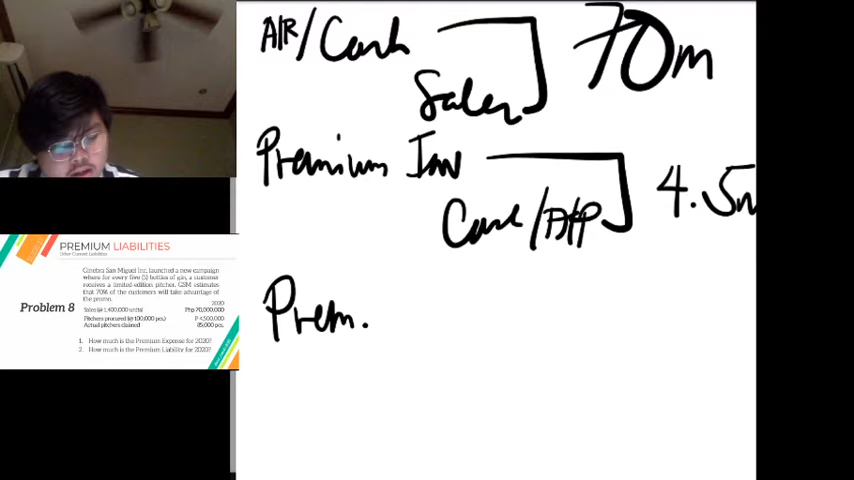 A/R/Cash
Sales
70m
Premium Inv
Cash/A/P
4.5m
Prem.
PREMIUM LIABILITIES
Other Current Liabilities
Problem 8
Ginebra San Miguel Inc. launched a new campaign
where for every five (5) bottles of gin, a customer
receives a limited-edition pitcher. GSM estimates
that 70% of the customers will take advantage of
the promo.
2020
Sales (@ 1,400,000 units) Php 70,000,000
Pitchers procured (@ 100,000 pcs.) P 4,500,000
Actual pitchers claimed 85,000 pcs.
1. How much is the Premium Expense for 2020?
2. How much is the Premium Liability for 2020?